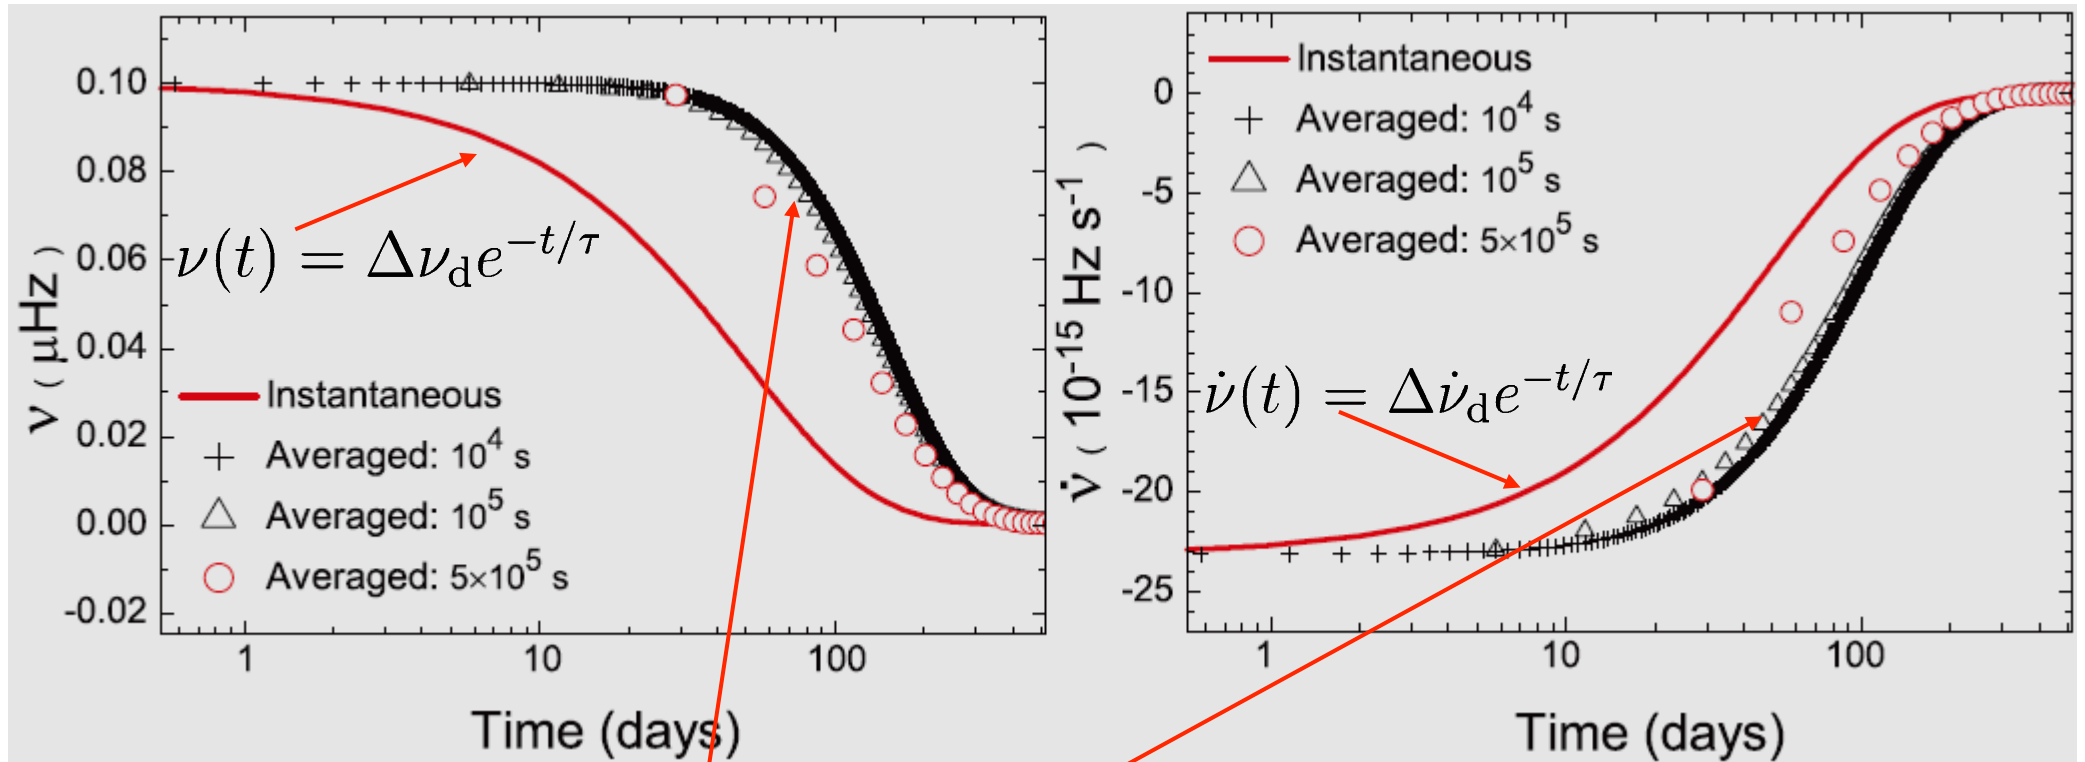 0.10
0.08
0.06
0.04
0.02
0.00
-0.02
ν ( μHz)
ν(t) = Δν_d e^{-t/τ}
Instantaneous
Averaged: 10^4 s
Averaged: 10^5 s
Averaged: 5×10^5 s
1 10 100
Time (days)
0
-5
-10
-15
-20
-25
ν̇ ( 10^{-15} Hz s^{-1} )
Instantaneous
Averaged: 10^4 s
Averaged: 10^5 s
Averaged: 5×10^5 s
ν̇(t) = Δν̇_d e^{-t/τ}
1 10 100
Time (days)